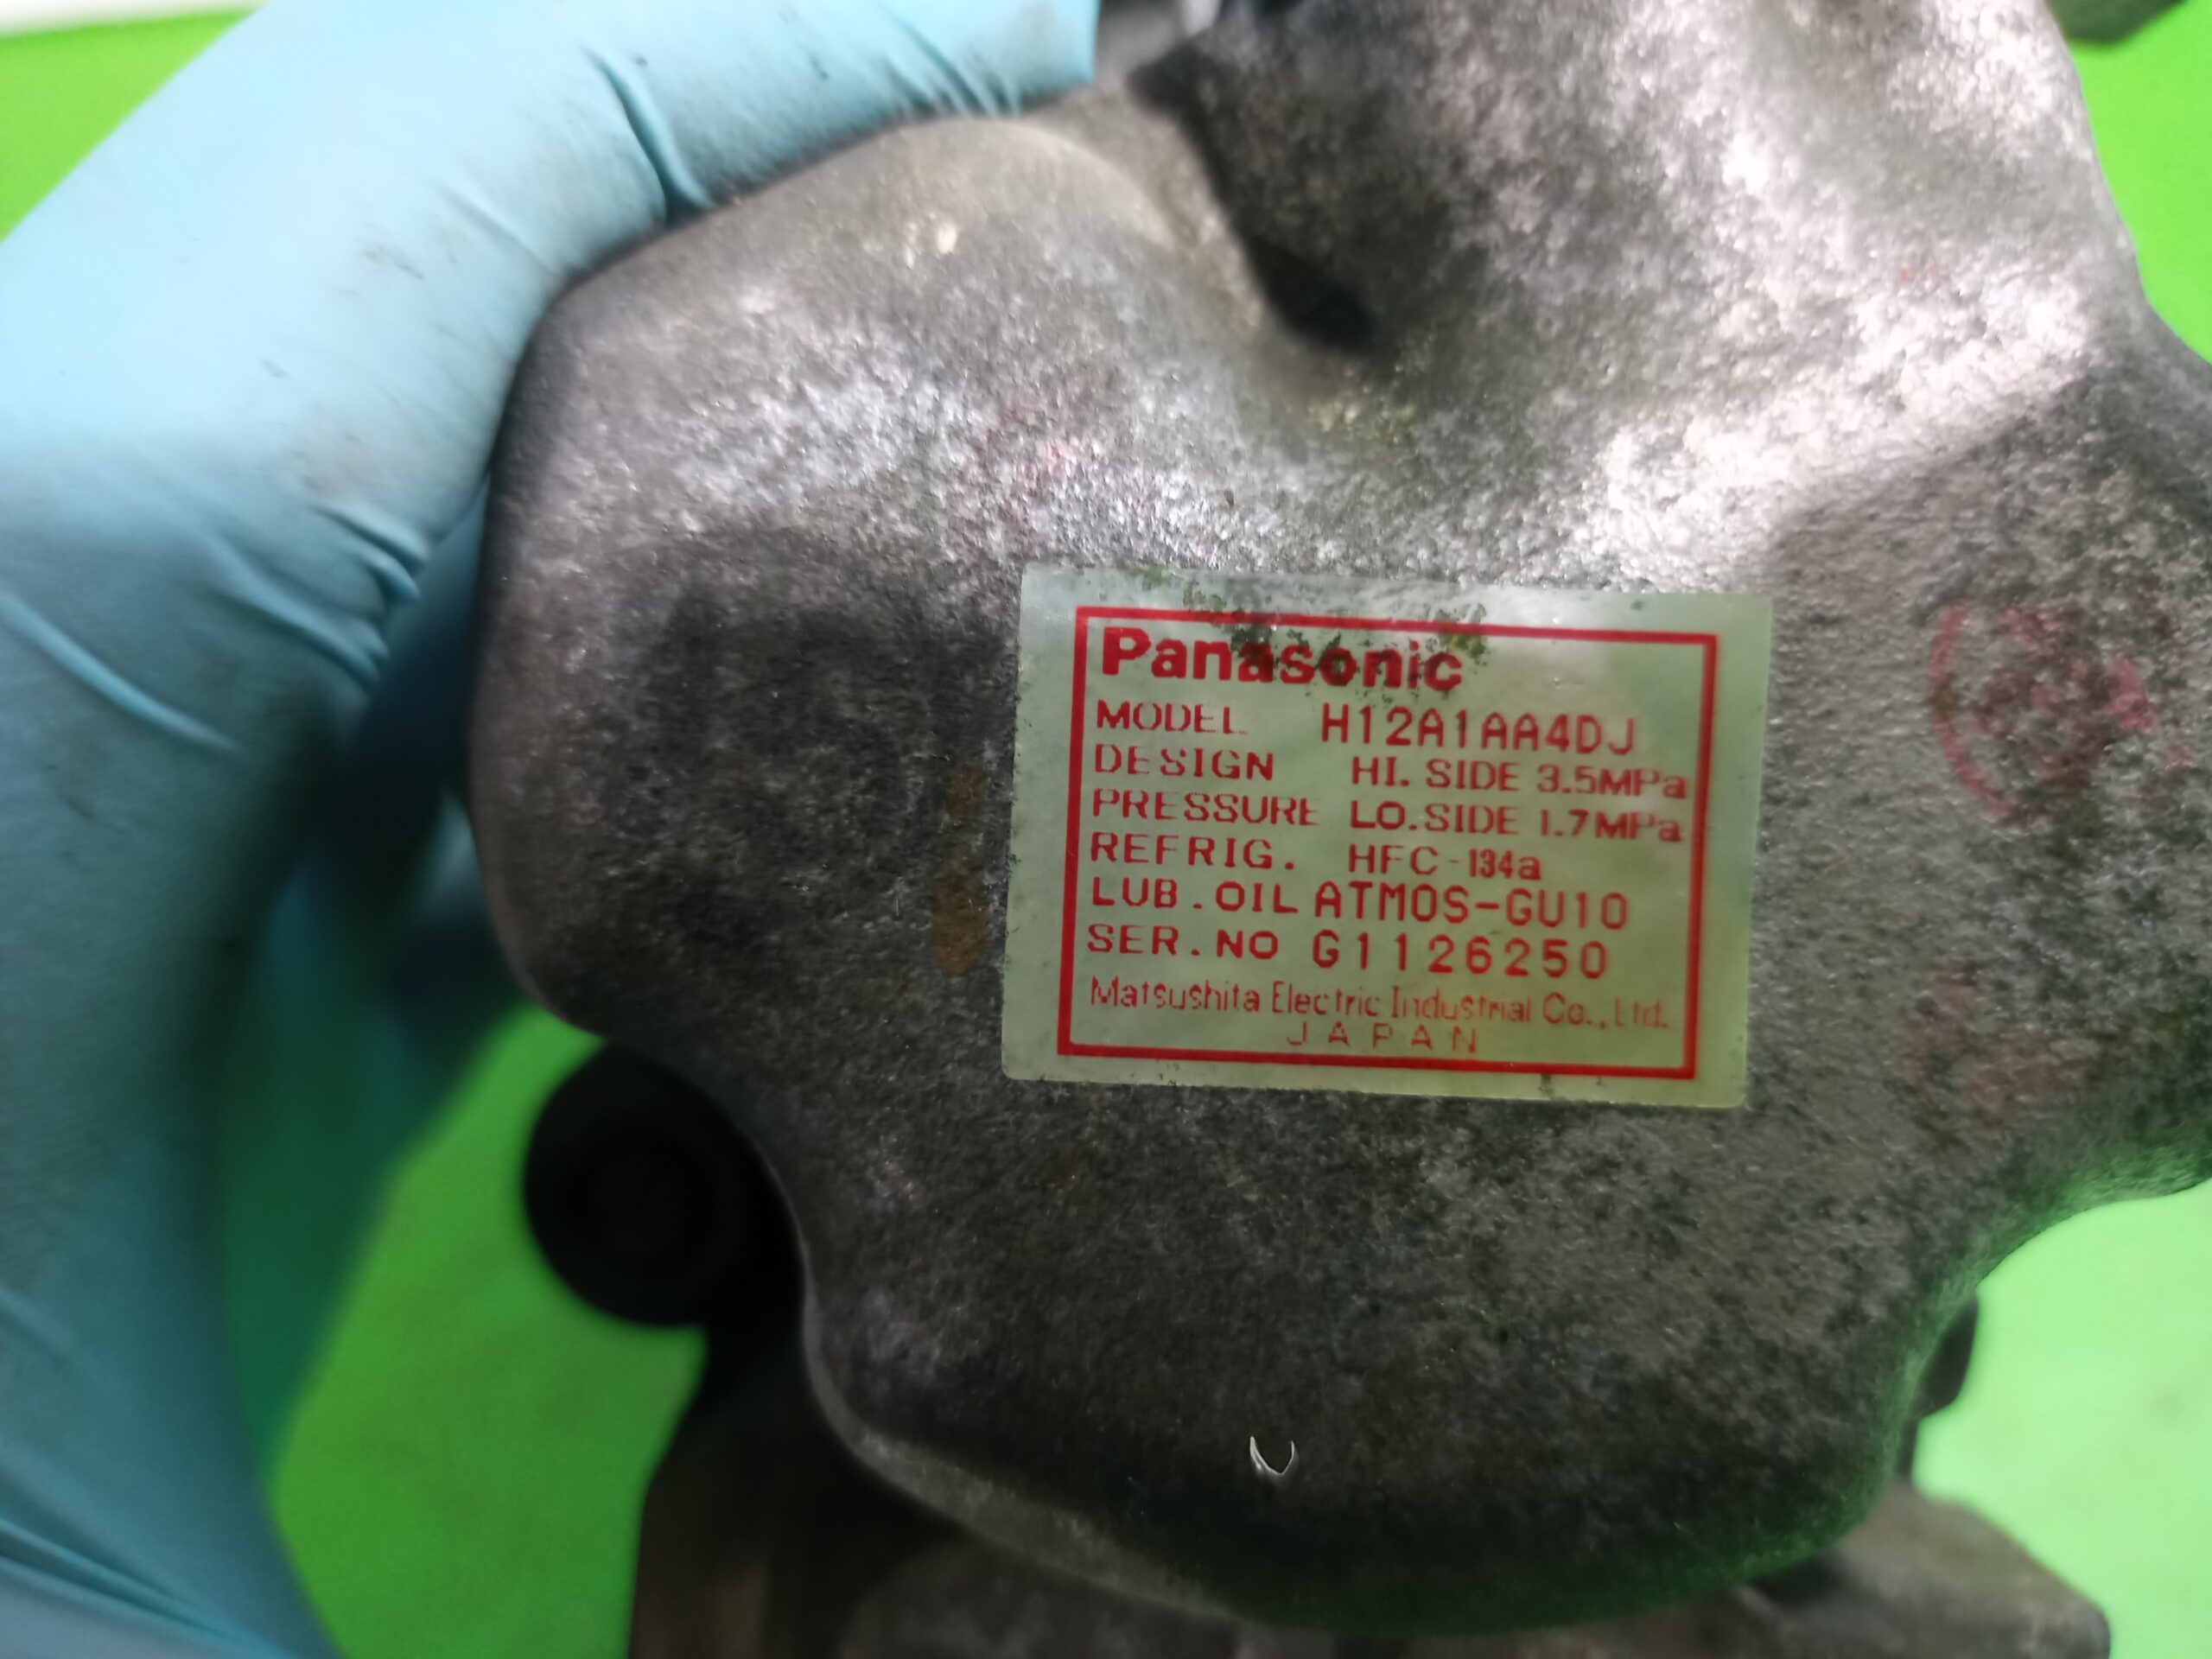 Panasonic
MODEL H12A1AA4DJ
DESIGN HI. SIDE 3.5MPa
PRESSURE LO.SIDE 1.7MPa
REFRIG. HFC-134a
LUB.OIL ATMOS-GU10
SER.NO G1126250
Matsushita Electric Industrial Co., Ltd.
JAPAN